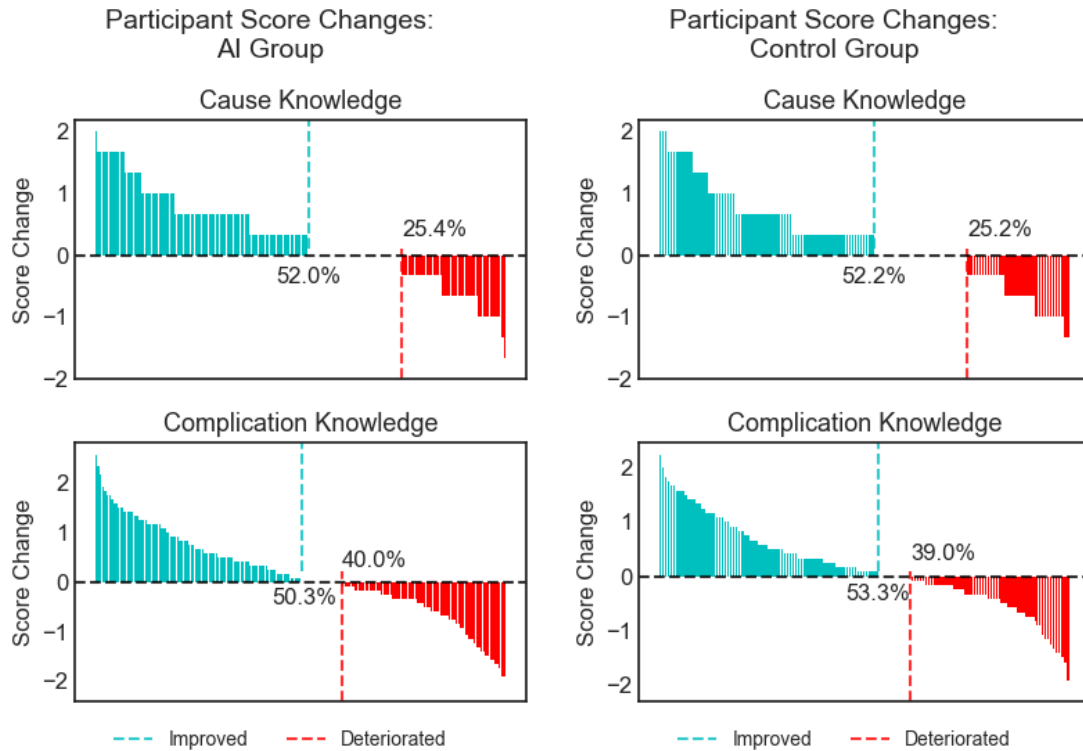 Participant Score Changes:
AI Group
Participant Score Changes:
Control Group
Cause Knowledge
Score Change
2
1
0
−1
−2
25.4%
52.0%
Cause Knowledge
Score Change
2
1
0
−1
−2
25.2%
52.2%
Complication Knowledge
Score Change
2
1
0
−1
−2
40.0%
50.3%
Complication Knowledge
Score Change
2
1
0
−1
−2
39.0%
53.3%
Improved
Deteriorated
Improved
Deteriorated